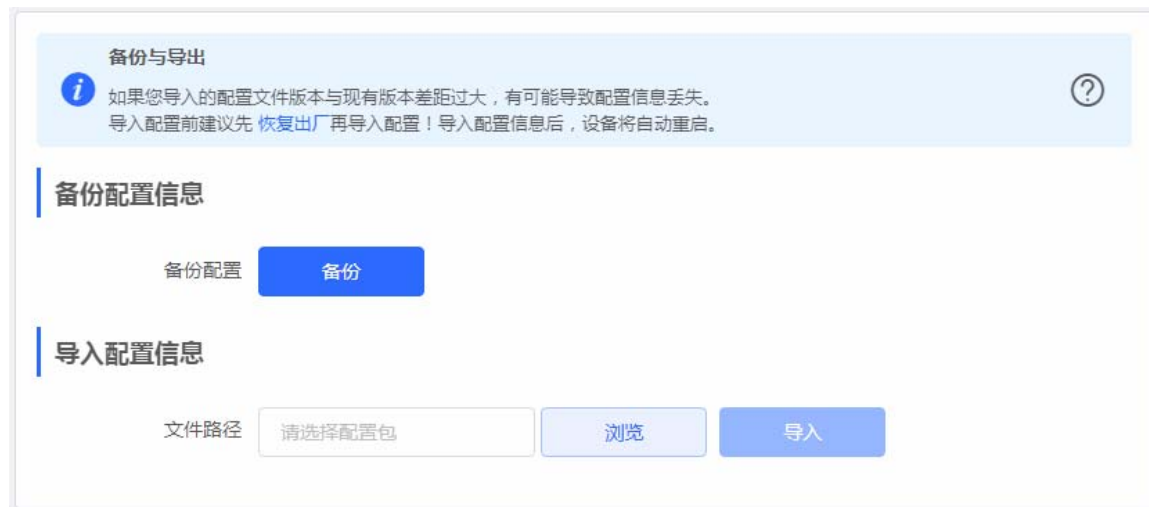 备份与导出
如果您导入的配置文件版本与现有版本差距过大，有可能导致配置信息丢失。
导入配置前建议先 恢复出厂再导入配置！导入配置信息后，设备将自动重启。
备份配置信息
备份配置 备份
导入配置信息
文件路径 请选择配置包 浏览 导入